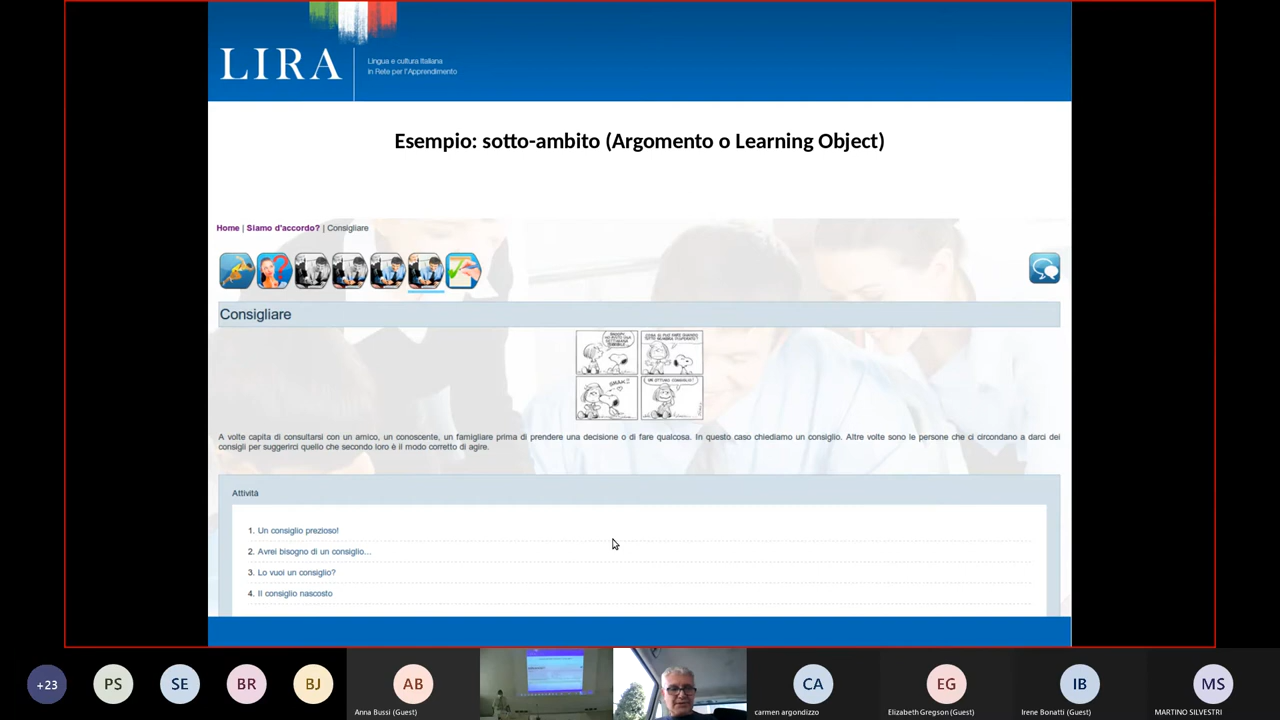 LIRA
Lingua e cultura Italiana
in Rete per l'Apprendimento
Esempio: sotto-ambito (Argomento o Learning Object)
Home | Siamo d'accordo? | Consigliare
Consigliare
SMAK!
A volte capita di consultarsi con un amico, un conoscente, un famigliare prima di prendere una decisione o di fare qualcosa. In questo caso chiediamo un consiglio. Altre volte sono le persone che ci circondano a darci dei
consigli per suggerirci quello che secondo loro è il modo corretto di agire.
Attività
1. Un consiglio prezioso!
2. Avrei bisogno di un consiglio...
3. Lo vuoi un consiglio?
4. Il consiglio nascosto
+23
PS
SE
BR
BJ
AB
CA
EG
IB
MS
Anna Bussi (Guest)
carmen argondizzo
Elizabeth Gregson (Guest)
Irene Bonatti (Guest)
MARTINO SILVESTRI